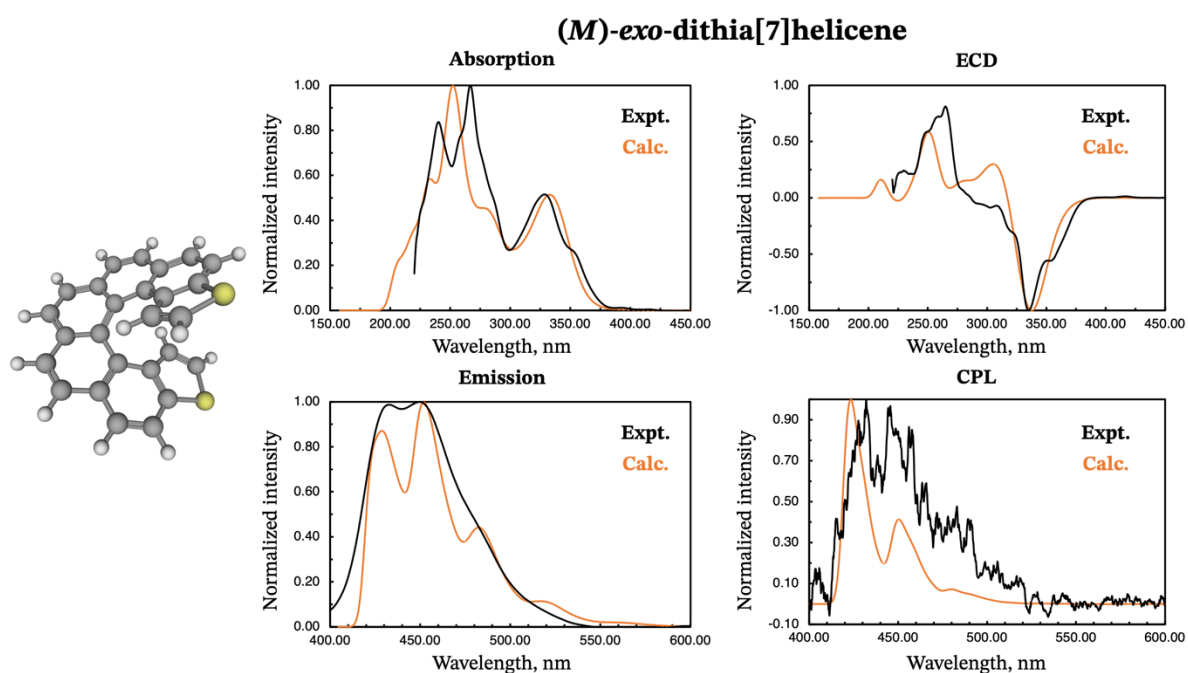 (M)-exo-dithia[7]helicene
Absorption
Normalized intensity
1.00
0.80
0.60
0.40
0.20
0.00
Expt.
Calc.
150.00 200.00 250.00 300.00 350.00 400.00 450.00
Wavelength, nm
ECD
Normalized intensity
1.00
0.50
0.00
-0.50
-1.00
Expt.
Calc.
150.00 200.00 250.00 300.00 350.00 400.00 450.00
Wavelength, nm
Emission
Normalized intensity
1.00
0.80
0.60
0.40
0.20
0.00
Expt.
Calc.
400.00 450.00 500.00 550.00 600.00
Wavelength, nm
CPL
Normalized intensity
0.90
0.70
0.50
0.30
0.10
-0.10
Expt.
Calc.
400.00 450.00 500.00 550.00 600.00
Wavelength, nm